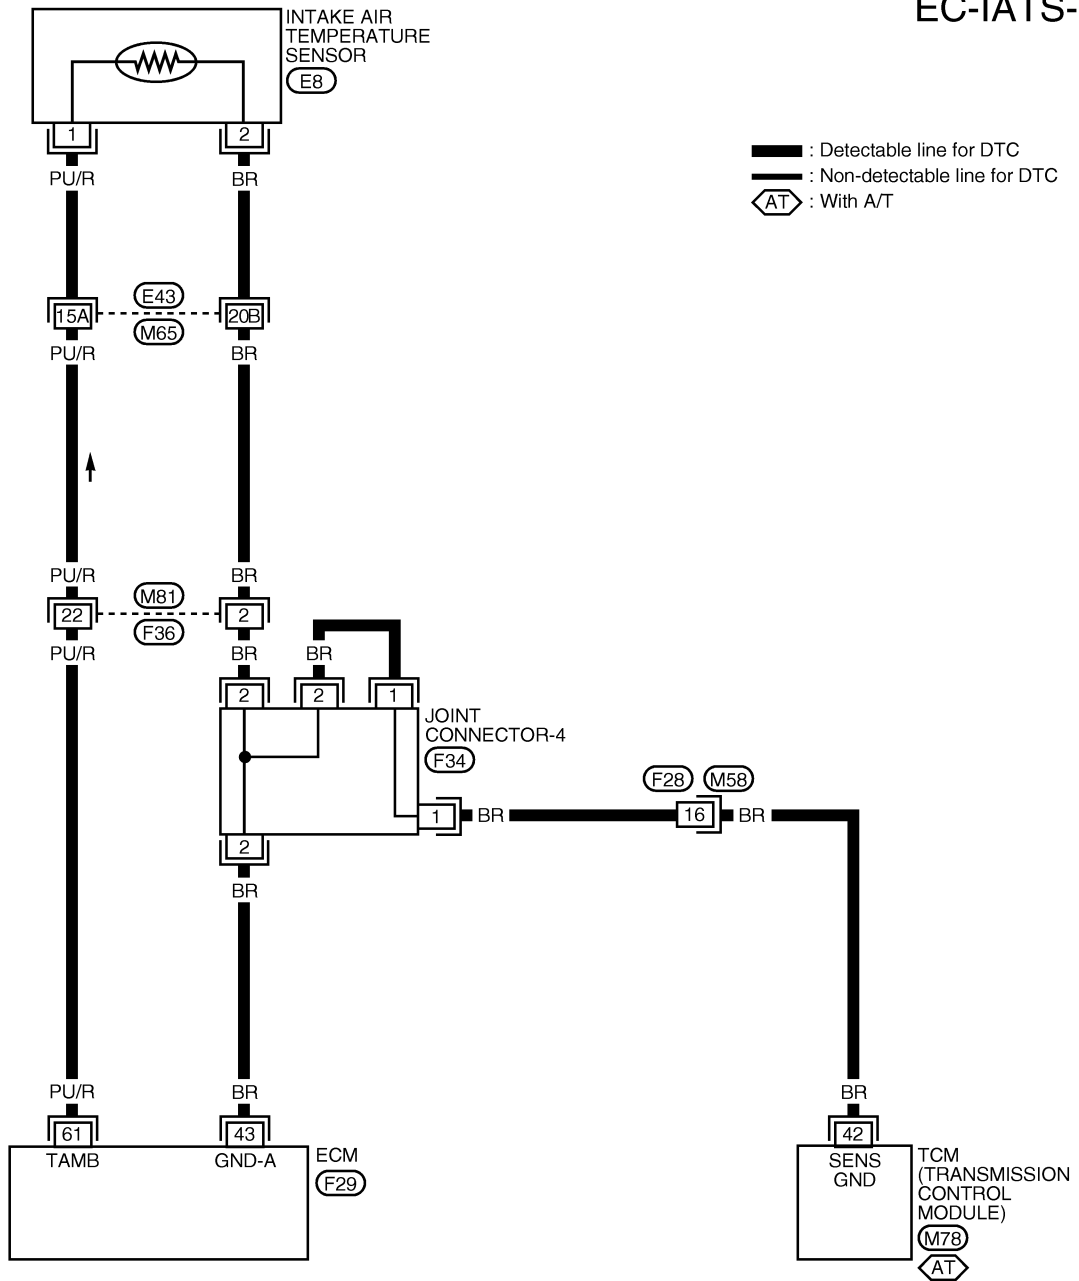 EC-IATS-
INTAKE AIR
TEMPERATURE
SENSOR
E8
1
2
PU/R
BR
: Detectable line for DTC
: Non-detectable line for DTC
AT : With A/T
15A
E43
M65
20B
PU/R
BR
PU/R
BR
22
M81
F36
2
PU/R
BR
BR
2
2
1
JOINT
CONNECTOR-4
F34
F28
M58
1
BR
16
BR
2
BR
PU/R
BR
BR
61
43
42
TAMB
GND-A
ECM
F29
SENS
GND
TCM
(TRANSMISSION
CONTROL
MODULE)
M78
AT